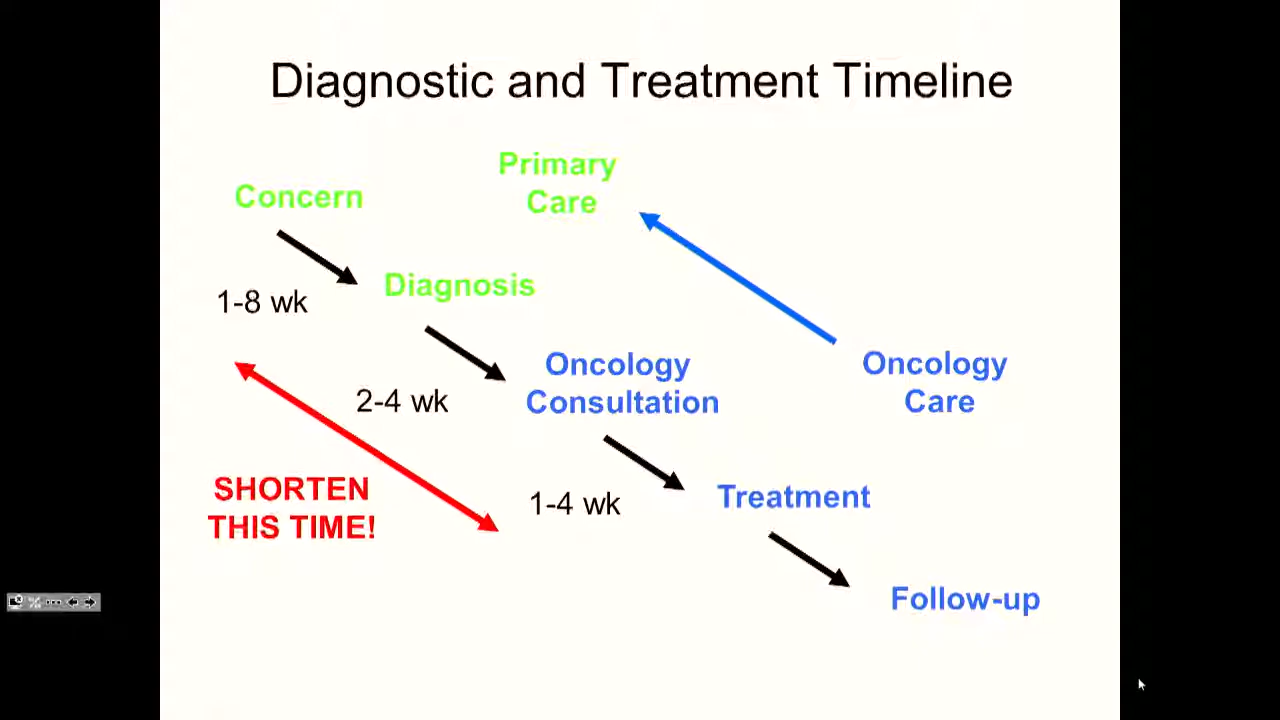 Diagnostic and Treatment Timeline
Primary
Care
Concern
Diagnosis
1-8 wk
Oncology
Consultation
Oncology
Care
2-4 wk
SHORTEN
THIS TIME!
1-4 wk
Treatment
Follow-up